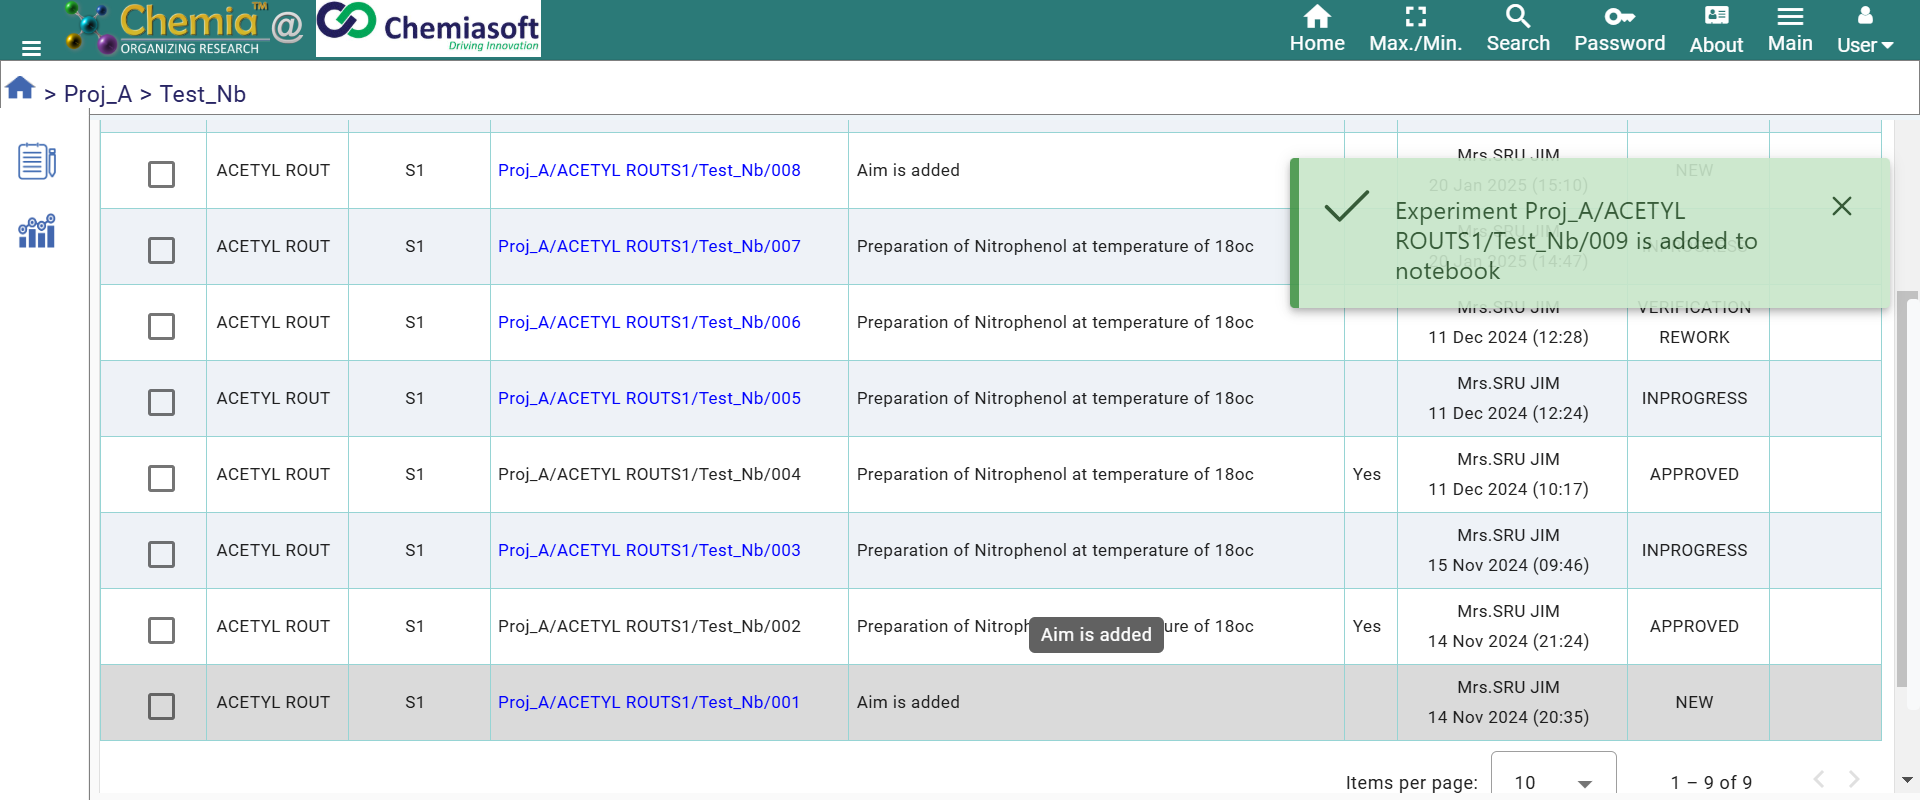 Chemia™ @ Chemiasoft
ORGANIZING RESEARCH
Driving Innovation
Home Max./Min. Search Password About Main User
> Proj_A > Test_Nb
ACETYL ROUT S1 Proj_A/ACETYL ROUTS1/Test_Nb/008 Aim is added Mrs.SRU JIM 20 Jan 2025 (15:10) NEW
Experiment Proj_A/ACETYL
ROUTS1/Test_Nb/009 is added to
notebook
ACETYL ROUT S1 Proj_A/ACETYL ROUTS1/Test_Nb/007 Preparation of Nitrophenol at temperature of 18oc 20 Jan 2025 (14:47)
ACETYL ROUT S1 Proj_A/ACETYL ROUTS1/Test_Nb/006 Preparation of Nitrophenol at temperature of 18oc Mrs.SRU JIM 11 Dec 2024 (12:28) VERIFICATION REWORK
ACETYL ROUT S1 Proj_A/ACETYL ROUTS1/Test_Nb/005 Preparation of Nitrophenol at temperature of 18oc Mrs.SRU JIM 11 Dec 2024 (12:24) INPROGRESS
ACETYL ROUT S1 Proj_A/ACETYL ROUTS1/Test_Nb/004 Preparation of Nitrophenol at temperature of 18oc Yes Mrs.SRU JIM 11 Dec 2024 (10:17) APPROVED
ACETYL ROUT S1 Proj_A/ACETYL ROUTS1/Test_Nb/003 Preparation of Nitrophenol at temperature of 18oc Mrs.SRU JIM 15 Nov 2024 (09:46) INPROGRESS
ACETYL ROUT S1 Proj_A/ACETYL ROUTS1/Test_Nb/002 Preparation of of 18oc Yes Mrs.SRU JIM 14 Nov 2024 (21:24) APPROVED
Aim is added
ACETYL ROUT S1 Proj_A/ACETYL ROUTS1/Test_Nb/001 Aim is added Mrs.SRU JIM 14 Nov 2024 (20:35) NEW
Items per page: 10 1 – 9 of 9